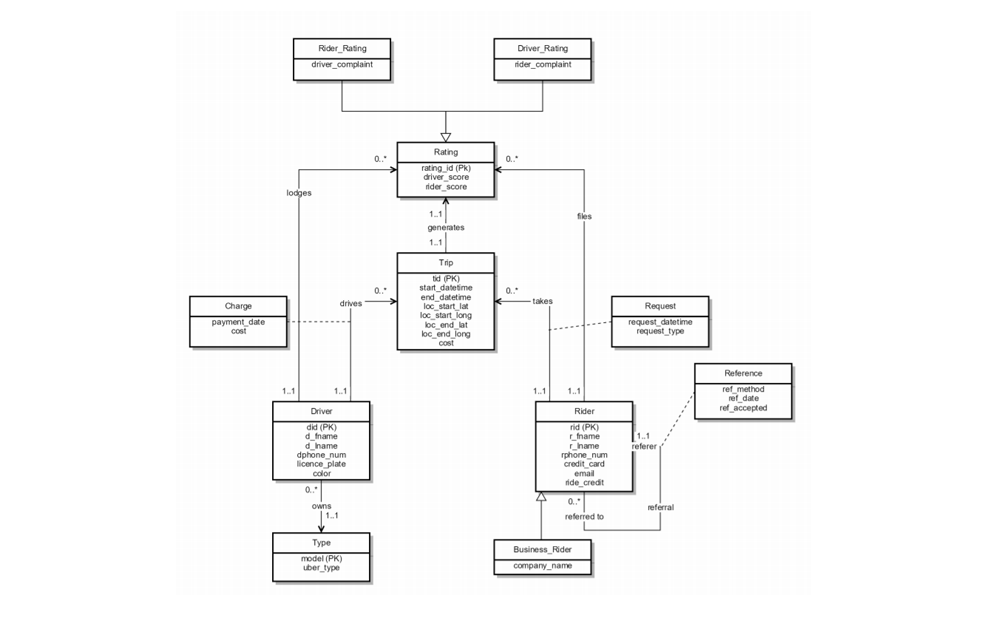 Rider_Rating
driver_complaint
Driver_Rating
rider_complaint
0..*
Rating
0..*
rating_id (Pk)
driver_score
rider_score
lodges
1..1
generates
1..1
files
Trip
tid (PK)
start_datetime
end_datetime
loc_start_lat
loc_start_long
loc_end_lat
loc_end_long
cost
0..*
drives
0..*
takes
Charge
payment_date
cost
Request
request_datetime
request_type
Reference
ref_method
ref_date
ref_accepted
1..1
1..1
1..1
1..1
Driver
did (PK)
d_fname
d_lname
dphone_num
licence_plate
color
Rider
rid (PK)
r_fname
r_lname
rphone_num
credit_card
email
ride_credit
1..1
referer
0..*
owns
1..1
0..*
referred to
referral
Type
model (PK)
uber_type
Business_Rider
company_name